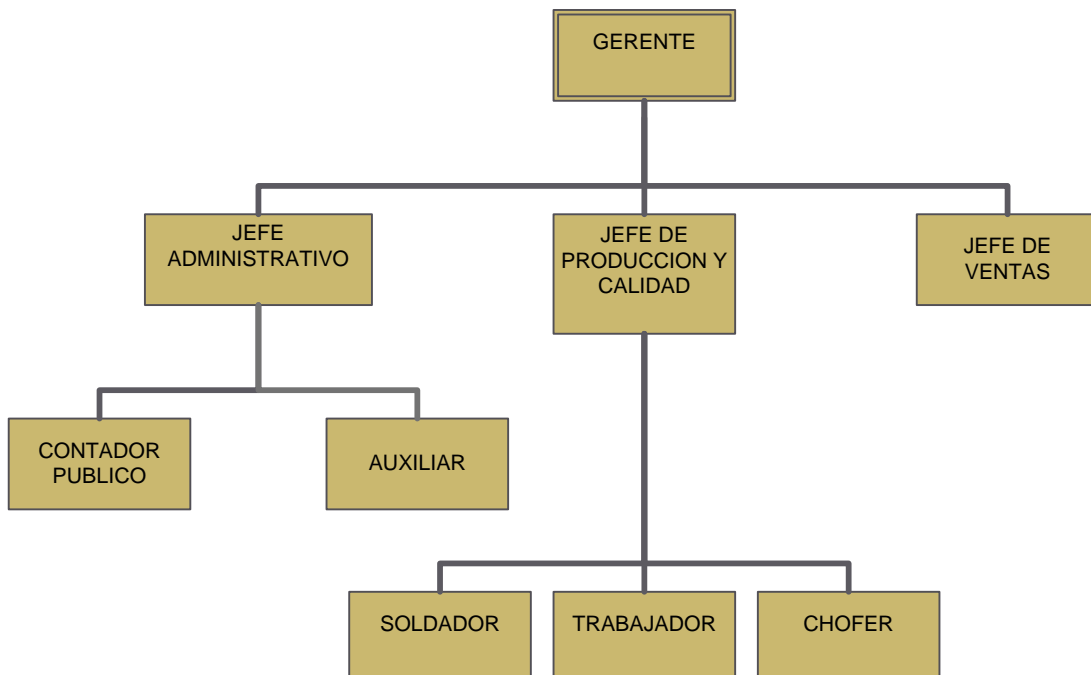 GERENTE
JEFE
ADMINISTRATIVO
JEFE DE
PRODUCCION Y
CALIDAD
JEFE DE
VENTAS
CONTADOR
PUBLICO
AUXILIAR
SOLDADOR
TRABAJADOR
CHOFER